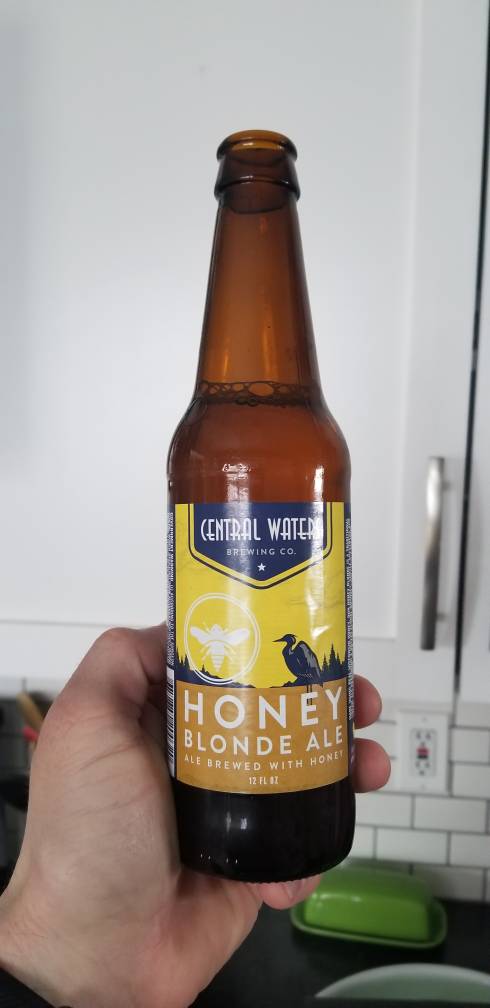 CENTRAL WATERS
BREWING CO.
HONEY
BLONDE ALE
ALE BREWED WITH HONEY
12 FL OZ